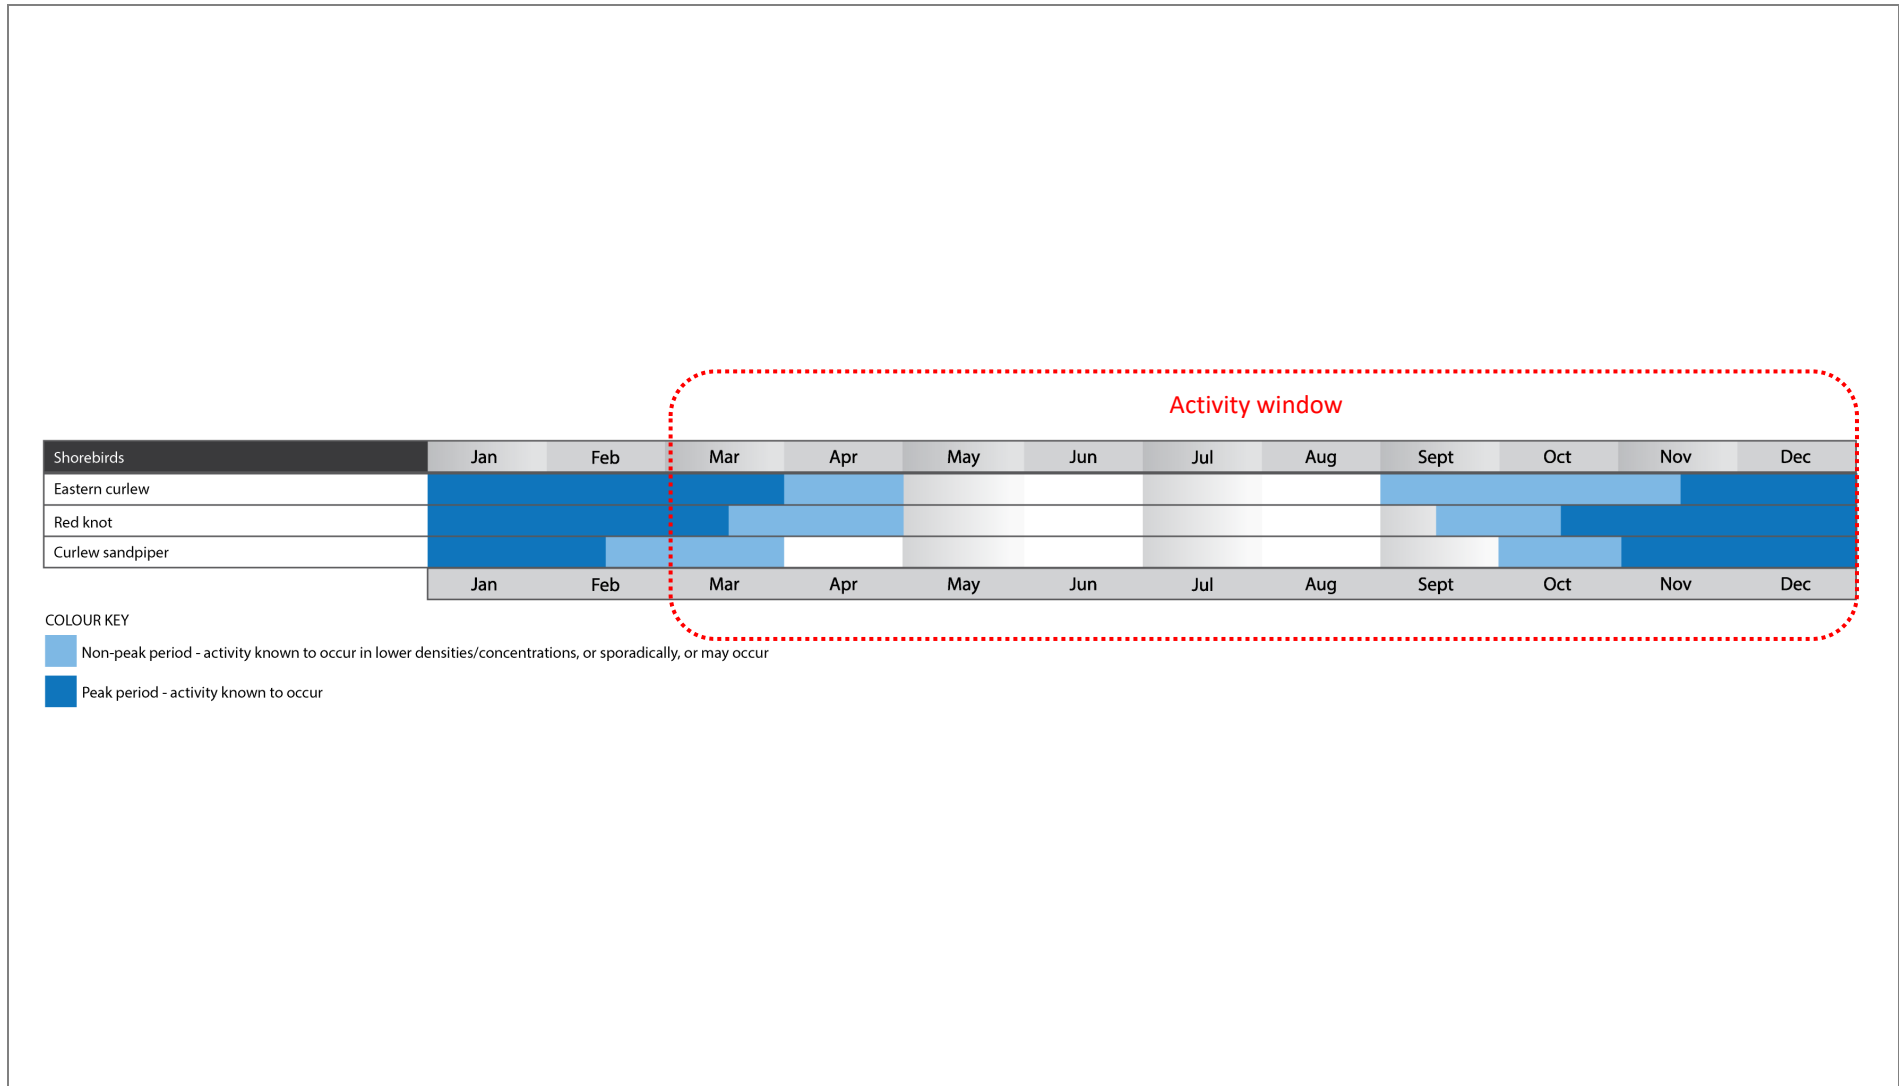 Activity window
Shorebirds Jan Feb Mar Apr May Jun Jul Aug Sept Oct Nov Dec
Eastern curlew
Red knot
Curlew sandpiper
Jan Feb Mar Apr May Jun Jul Aug Sept Oct Nov Dec
COLOUR KEY
Non-peak period - activity known to occur in lower densities/concentrations, or sporadically, or may occur
Peak period - activity known to occur